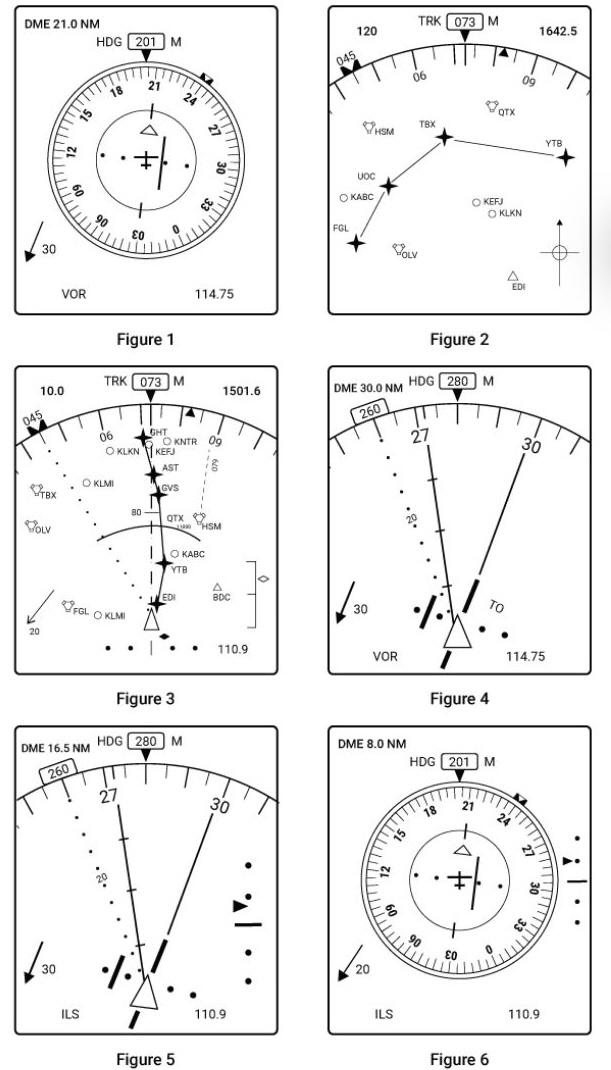 DME 21.0 NM
HDG 201 M
12 15 18 21 24 27 30 33 0 03 06 09
30
VOR 114.75
Figure 1
TRK 073 M
120 1642.5
045 06 09
HSM
QTX
TBX
YTB
UOC
KABC
KEFJ
KLKN
FGL
OLV
EDI
Figure 2
TRK 073 M
10.0 1501.6
045 06 09
GHT
KNTR
KLKN KEFJ
AST
079
KLMI
TBX
GVS
80
QTX
HSM
OLV
KABC
YTB
BDC
EDI
FGL KLMI
20
110.9
Figure 3
DME 30.0 NM HDG 280 M
260
27 30
20
30
TO
VOR 114.75
Figure 4
DME 16.5 NM HDG 280 M
260
27 30
20
30
ILS 110.9
Figure 5
DME 8.0 NM
HDG 201 M
12 15 18 21 24 27 30 33 0 03 06 09
20
ILS 110.9
Figure 6